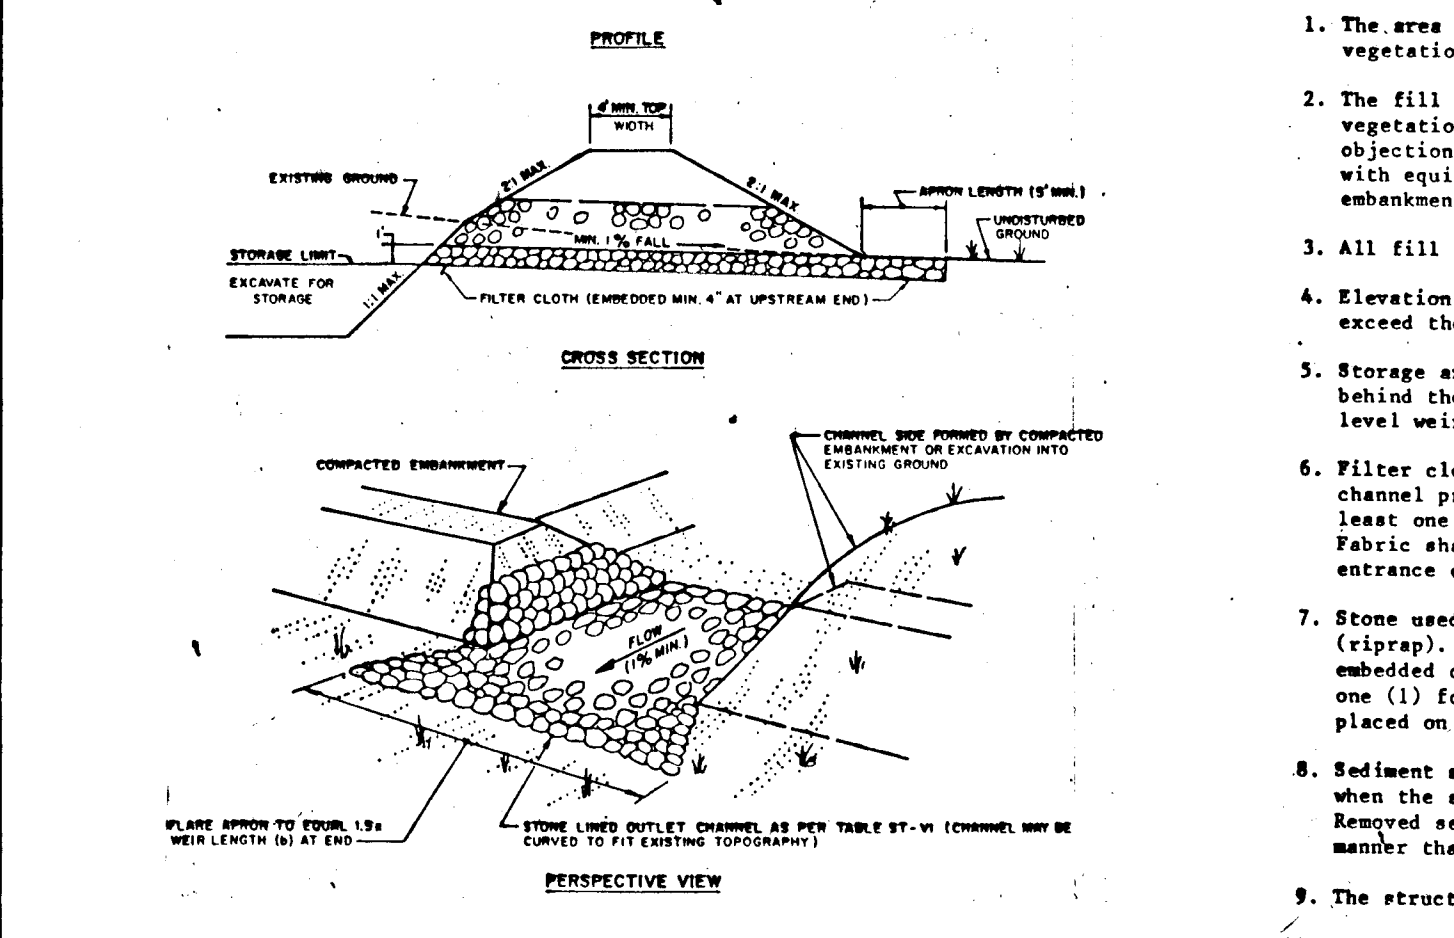 PROFILE
4' MIN. TOP
WIDTH
EXISTING GROUND
2:1 MAX.
2:1 MAX
APRON LENGTH (5' MIN.)
UNDISTURBED
GROUND
1'
MIN. 1% FALL
STORAGE LIMIT
EXCAVATE FOR
STORAGE
1:1 MAX.
FILTER CLOTH (EMBEDDED MIN. 4" AT UPSTREAM END)
CROSS SECTION
CHANNEL SIDE FORMED BY COMPACTED
EMBANKMENT OR EXCAVATION INTO
EXISTING GROUND
COMPACTED EMBANKMENT
FLOW
(1% MIN.)
FLARE APRON TO EQUAL 1.5x
WEIR LENGTH (b) AT END
STONE LINED OUTLET CHANNEL AS PER TABLE ST-VI (CHANNEL MAY BE
CURVED TO FIT EXISTING TOPOGRAPHY)
PERSPECTIVE VIEW
1. The area
vegetatio
2. The fill
vegetatio
objection
with equi
embankmen
3. All fill
4. Elevation
exceed the
5. Storage a
behind the
level wei
6. Filter cl
channel p
least one
Fabric sha
entrance
7. Stone used
(riprap).
embedded
one (1) fo
placed on
8. Sediment
when the s
Removed se
manner tha
9. The struct